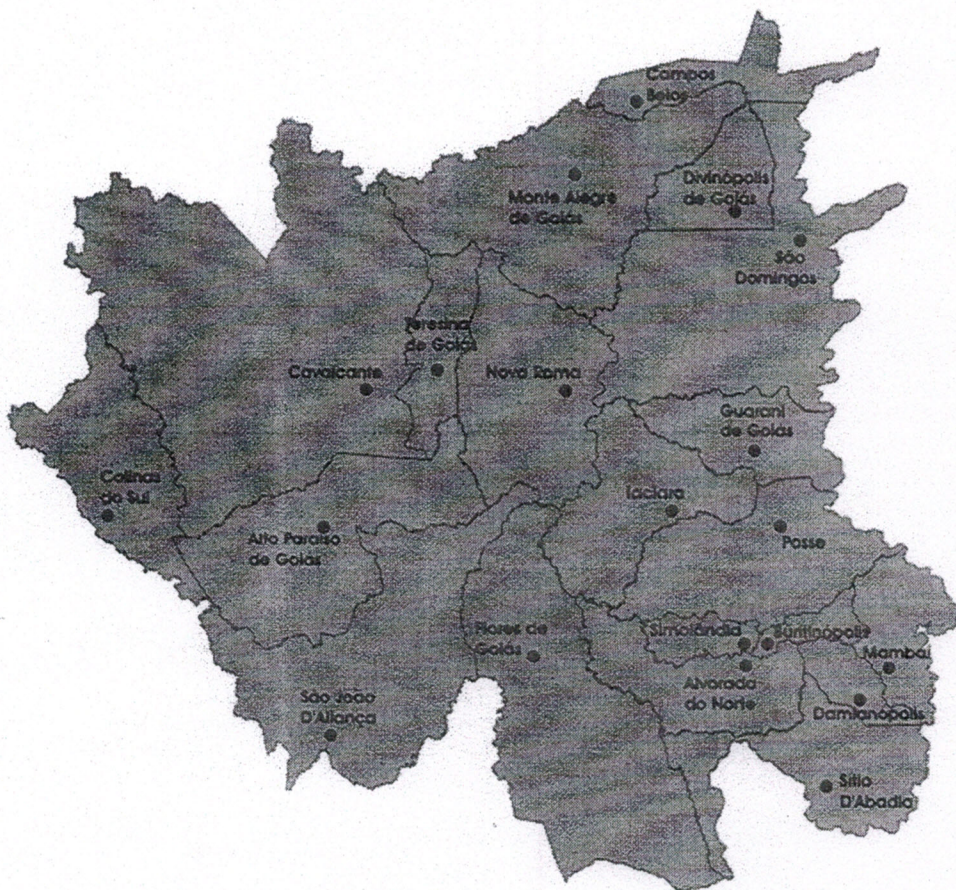 Campos
Belos
Monte Alegre
de Goiás
Divinópolis
de Goiás
São
Domingos
Teresina
de Goiás
Cavalcante
Nova Roma
Guarani
de Goiás
Colinas
do Sul
Iaciara
Alto Paraíso
de Goiás
Posse
Flores de
Goiás
Simolândia
Buritinópolis
Mambaí
Alvorada
do Norte
Damianópolis
São João
D'Aliança
Sítio
D'Abadia